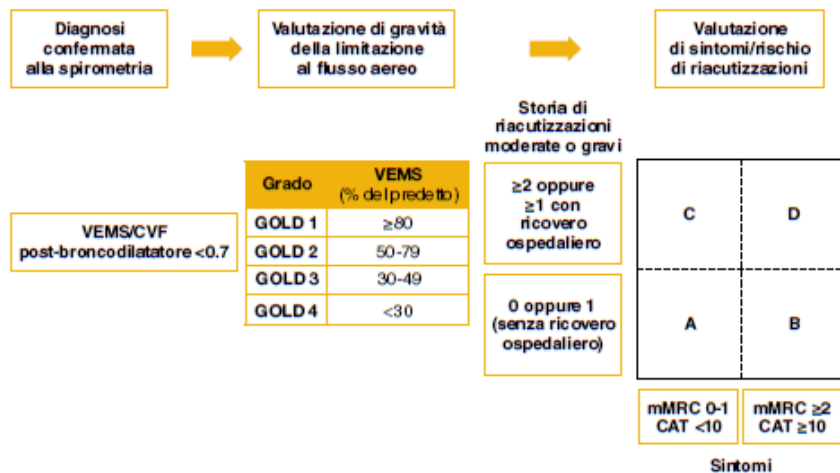 Diagnosi
confermata
alla spirometria
Valutazione di gravità
della limitazione
al flusso aereo
Valutazione
di sintomi/rischio
di riacutizzazioni
Storia di
riacutizzazioni
moderate o gravi
VEMS/CVF
post-broncodilatatore <0.7
Grado
VEMS
(% del predetto)
GOLD 1
≥80
GOLD 2
50-79
GOLD 3
30-49
GOLD 4
<30
≥2 oppure
≥1 con
ricovero
ospedaliero
0 oppure 1
(senza ricovero
ospedaliero)
C
D
A
B
mMRC 0-1
CAT <10
mMRC ≥2
CAT ≥10
Sintomi